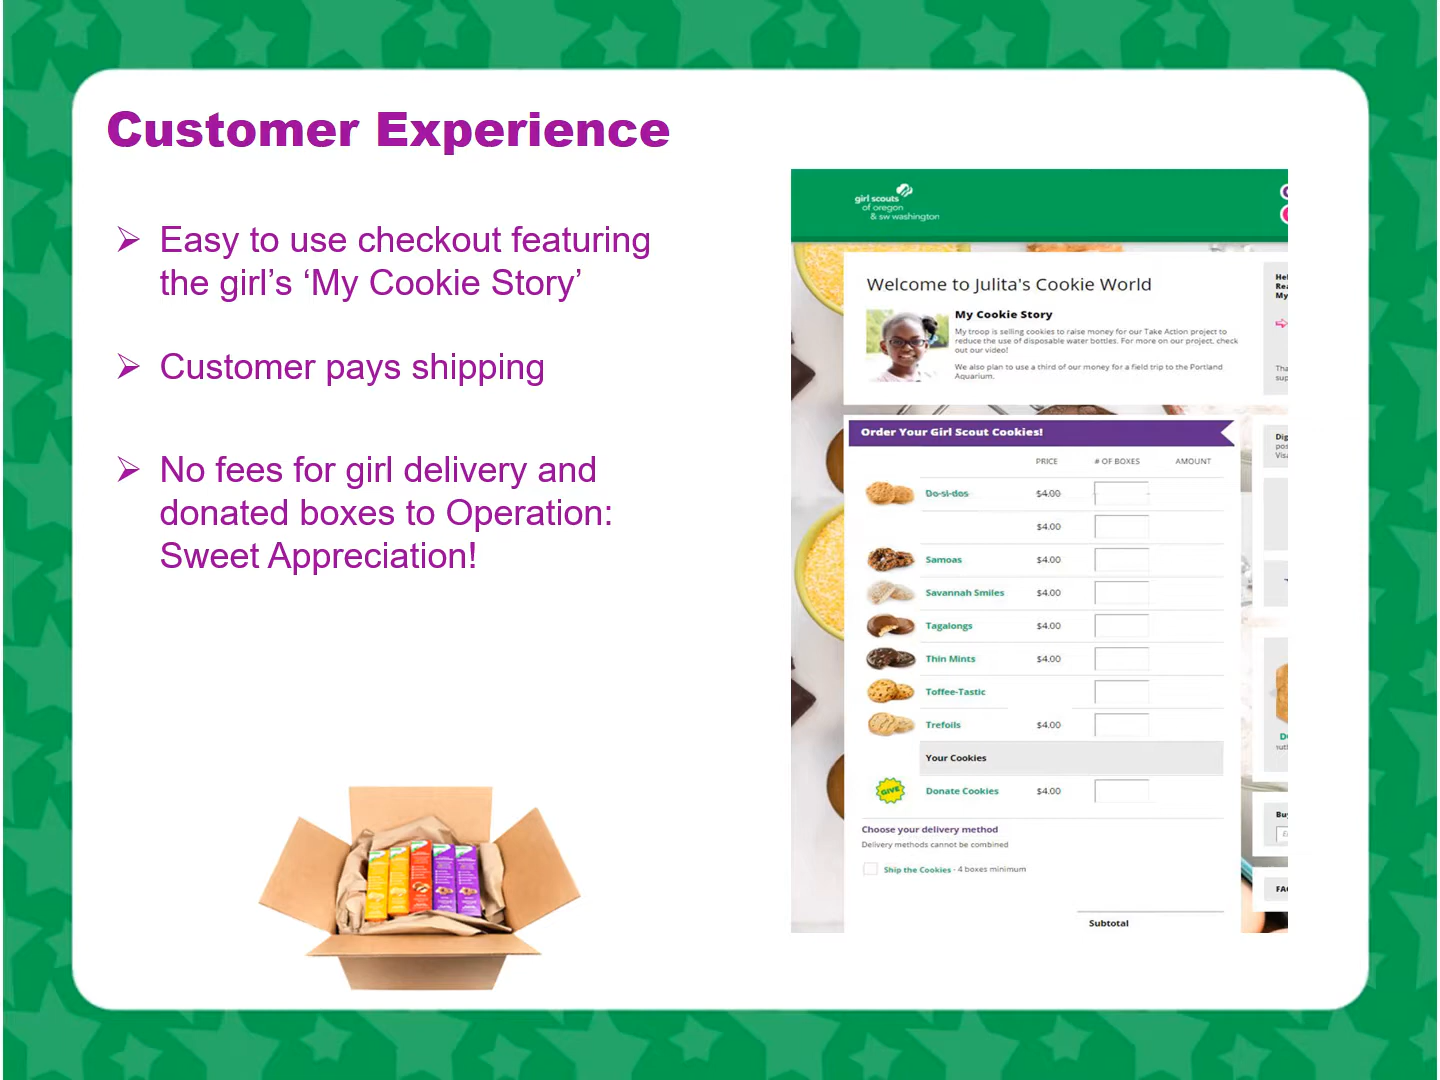 Customer Experience
Easy to use checkout featuring
the girl’s ‘My Cookie Story’
Customer pays shipping
No fees for girl delivery and
donated boxes to Operation:
Sweet Appreciation!
girl scouts
of oregon
& sw washington
Welcome to Julita's Cookie World
My Cookie Story
My troop is selling cookies to raise money for our Take Action project to
reduce the use of disposable water bottles. For more on our project, check
out our video!
We also plan to use a third of our money for a field trip to the Portland
Aquarium.
Order Your Girl Scout Cookies!
PRICE # OF BOXES AMOUNT
Do-si-dos $4.00
$4.00
Samoas $4.00
Savannah Smiles $4.00
Tagalongs $4.00
Thin Mints $4.00
Toffee-Tastic
Trefoils $4.00
Your Cookies
GIVE Donate Cookies $4.00
Choose your delivery method
Delivery methods cannot be combined
Ship the Cookies - 4 boxes minimum
Subtotal